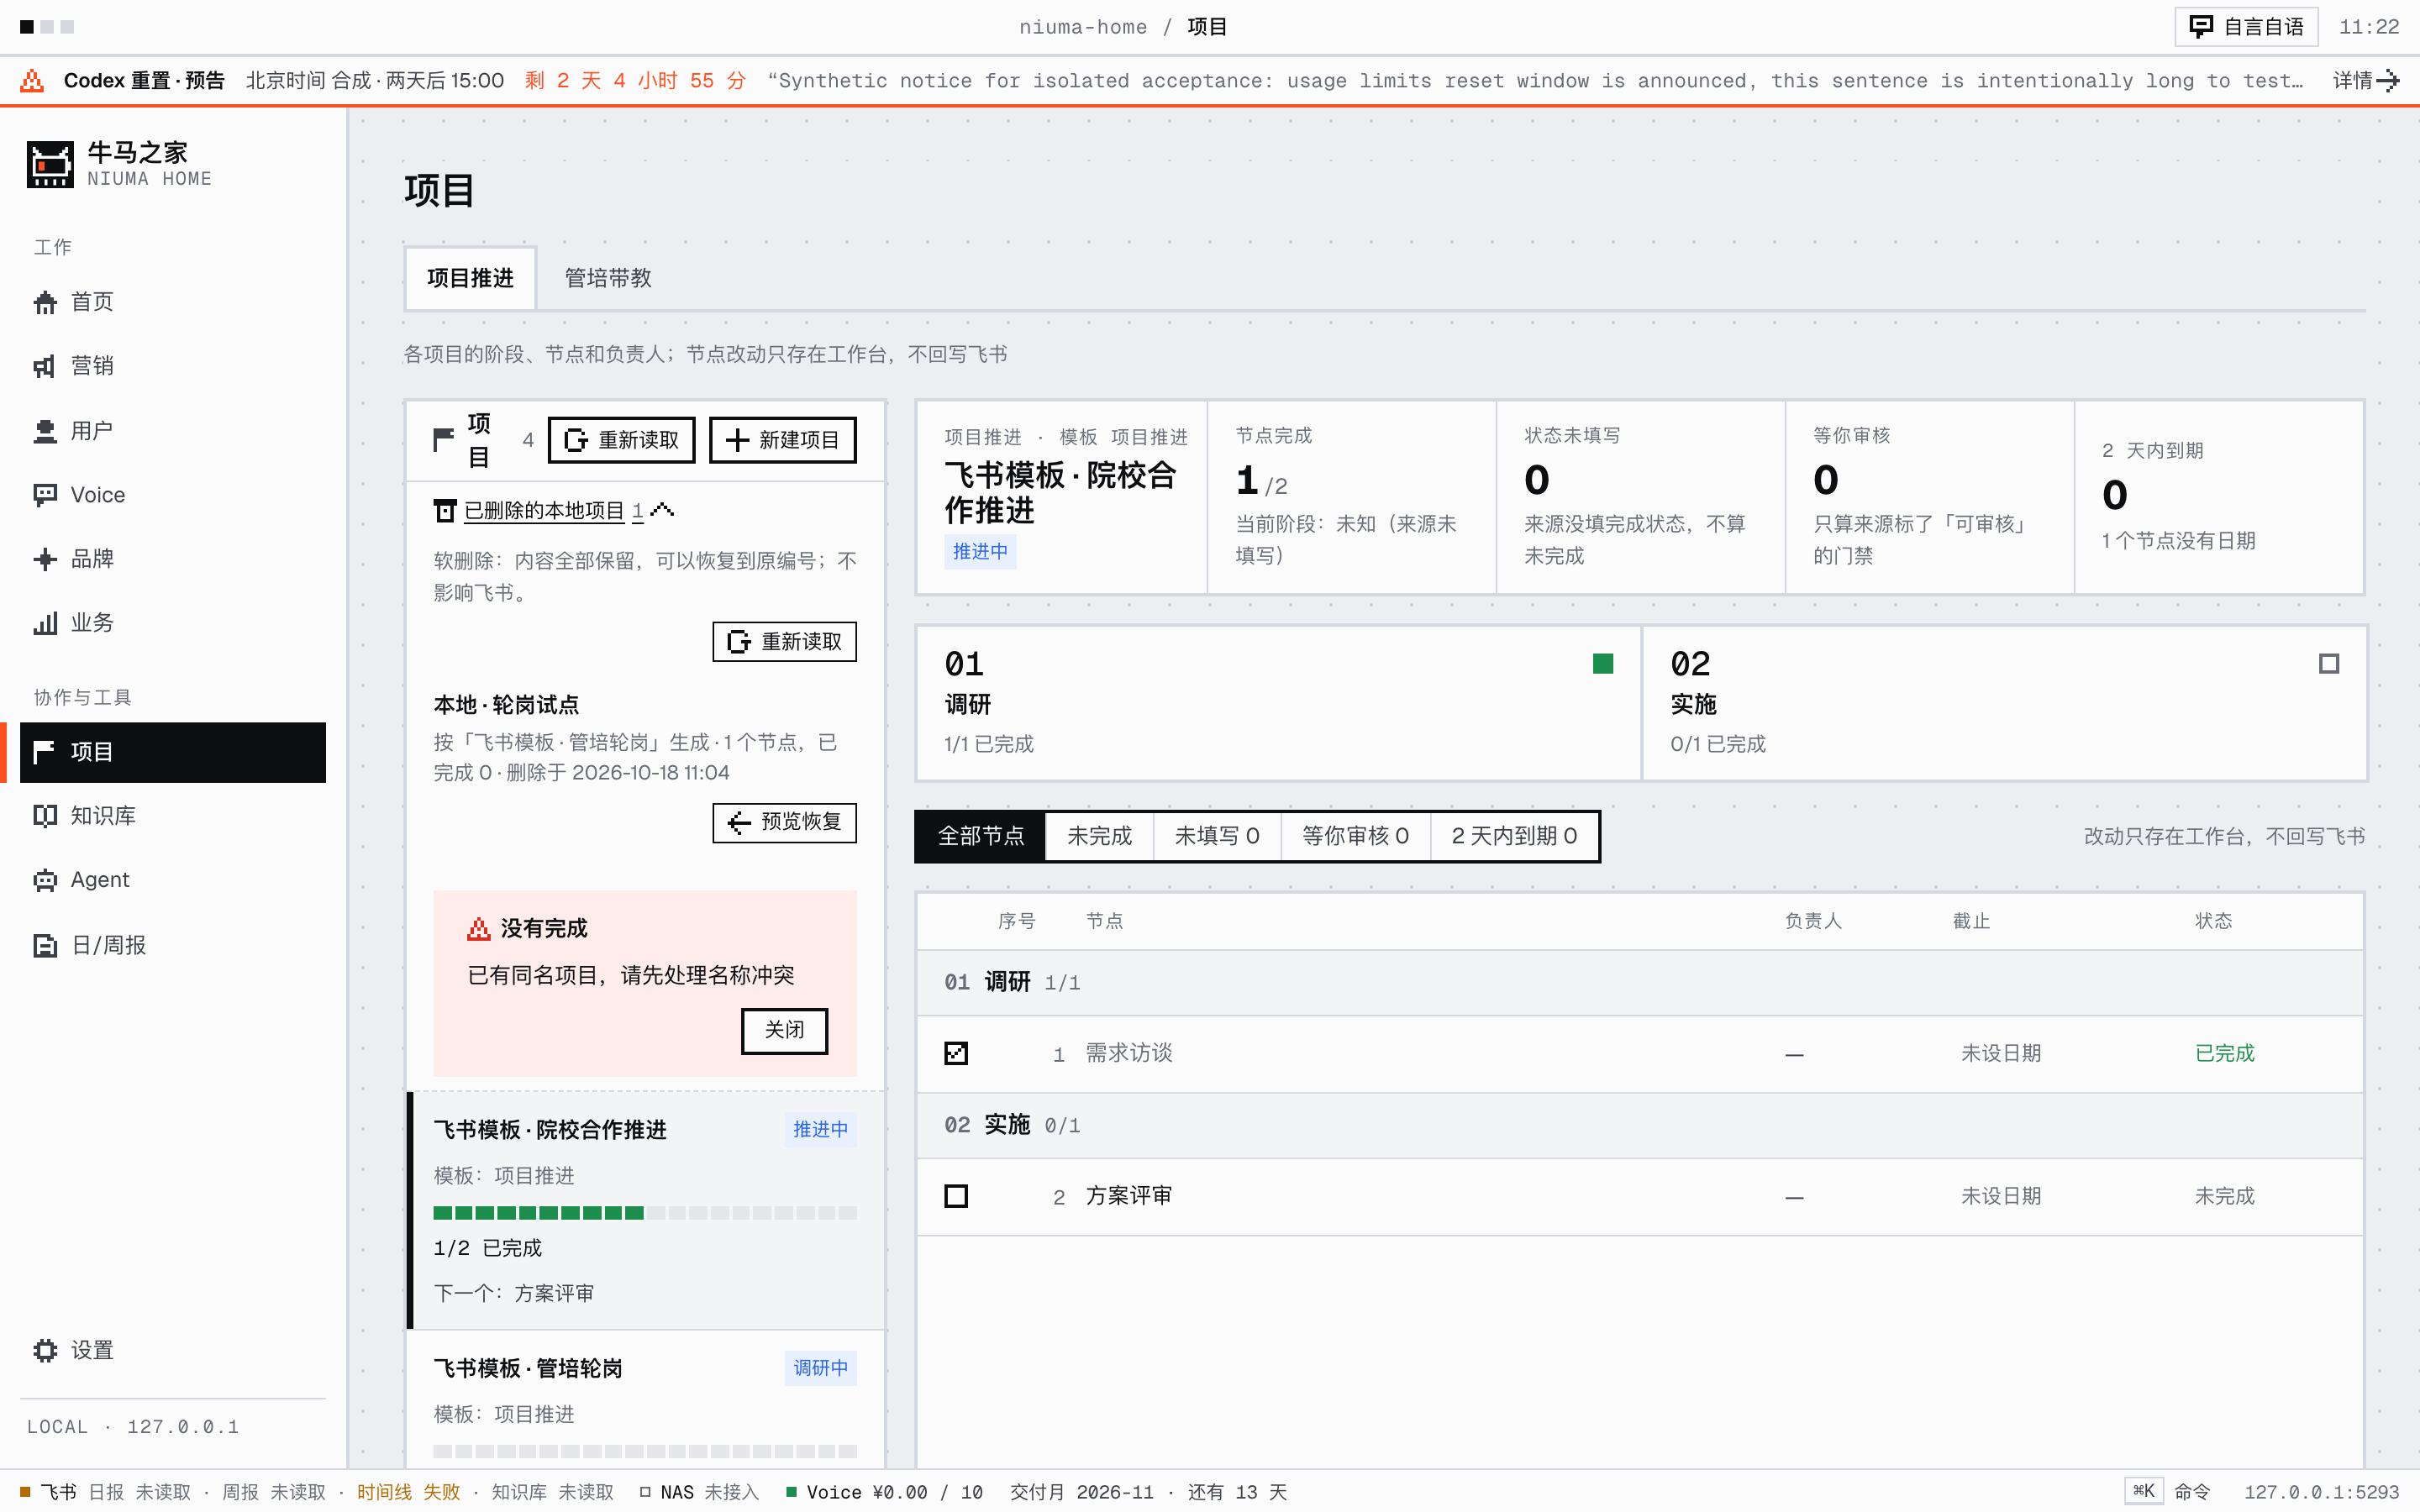 niuma-home / 项目
自言自语
11:22
Codex 重置·预告 北京时间 合成·两天后 15:00 剩 2 天 4 小时 55 分 “Synthetic notice for isolated acceptance: usage limits reset window is announced, this sentence is intentionally long to test… 详情
牛马之家
NIUMA HOME
工作
首页
营销
用户
Voice
品牌
业务
协作与工具
项目
知识库
Agent
日/周报
设置
LOCAL · 127.0.0.1
项目
项目推进
管培带教
各项目的阶段、节点和负责人；节点改动只存在工作台，不回写飞书
项
目
4
重新读取
新建项目
已删除的本地项目 1
软删除：内容全部保留，可以恢复到原编号；不
影响飞书。
重新读取
本地·轮岗试点
按「飞书模板·管培轮岗」生成·1 个节点，已
完成 0·删除于 2026-10-18 11:04
预览恢复
没有完成
已有同名项目，请先处理名称冲突
关闭
飞书模板·院校合作推进
推进中
模板：项目推进
1/2 已完成
下一个：方案评审
飞书模板·管培轮岗
调研中
模板：项目推进
项目推进 · 模板 项目推进
飞书模板·院校合
作推进
推进中
节点完成
1 /2
当前阶段：未知（来源未
填写）
状态未填写
0
来源没填完成状态，不算
未完成
等你审核
0
只算来源标了「可审核」
的门禁
2 天内到期
0
1 个节点没有日期
01
调研
1/1 已完成
02
实施
0/1 已完成
全部节点
未完成
未填写 0
等你审核 0
2 天内到期 0
改动只存在工作台，不回写飞书
序号 节点 负责人 截止 状态
01 调研 1/1
1 需求访谈 — 未设日期 已完成
02 实施 0/1
2 方案评审 — 未设日期 未完成
飞书 日报 未读取 · 周报 未读取 · 时间线 失败 · 知识库 未读取 NAS 未接入 Voice ¥0.00 / 10 交付月 2026-11 · 还有 13 天
⌘K 命令 127.0.0.1:5293